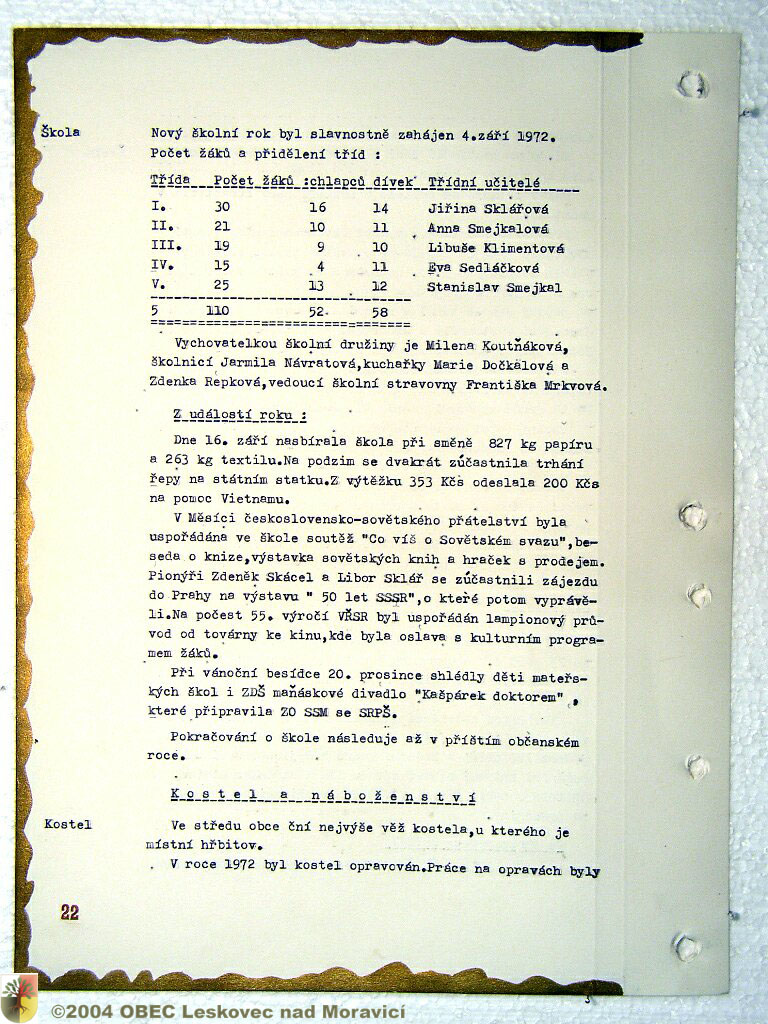 Škola
Nový školní rok byl slavnostně zahájen 4.září 1972.
Počet žáků a přidělení tříd :
Třída Počet žáků :chlapců dívek Třídní učitelé
I. 30 16 14 Jiřina Sklářová
II. 21 10 11 Anna Smejkalová
III. 19 9 10 Libuše Klimentová
IV. 15 4 11 Eva Sedláčková
V. 25 13 12 Stanislav Smejkal
5 110 52 58
Vychovatelkou školní družiny je Milena Koutňáková,
školnicí Jarmila Návratová,kuchařky Marie Dočkalová a
Zdenka Repková,vedoucí školní stravovny Františka Mrkvová.
Z událostí roku :
Dne 16. září nasbírala škola při směně 827 kg papíru
a 263 kg textilu.Na podzim se dvakrát zúčastnila trhání
řepy na státním statku.Z výtěžku 353 Kčs odeslala 200 Kčs
na pomoc Vietnamu.
V Měsíci československo-sovětského přátelství byla
uspořádána ve škole soutěž "Co víš o Sovětském svazu",be-
seda o knize,výstavka sovětských knih a hraček s prodejem.
Pionýři Zdeněk Skácel a Libor Sklář se zúčastnili zájezdu
do Prahy na výstavu " 50 let SSSR",o které potom vyprávě-
li.Na počest 55. výročí VŘSR byl uspořádán lampionový prů-
vod od továrny ke kinu,kde byla oslava s kulturním progra-
mem žáků.
Při vánoční besídce 20. prosince shlédly děti mateř-
ských škol i ZDŠ maňáskové divadlo "Kašpárek doktorem" ,
které připravila ZO SSM se SRPŠ.
Pokračování o škole následuje až v příštím občanském
roce.
K o s t e l a n á b o ž e n s t v í
Kostel
Ve středu obce ční nejvýše věž kostela,u kterého je
místní hřbitov.
V roce 1972 byl kostel opravován.Práce na opravách byly
22
©2004 OBEC Leskovec nad Moravicí